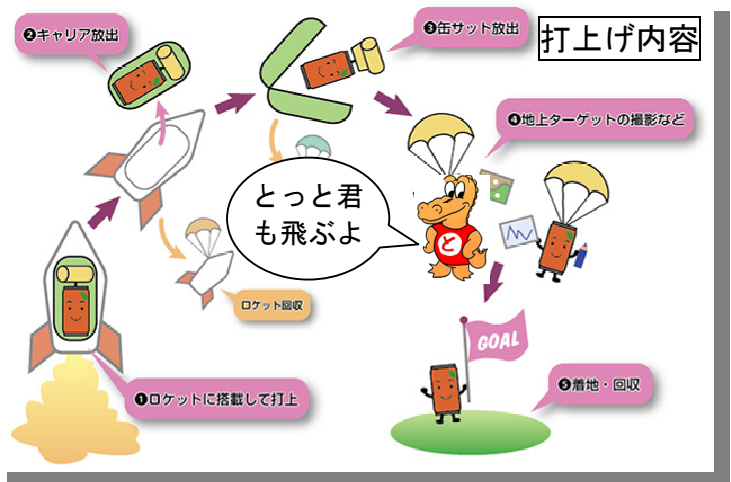 打上げ内容
❶ロケットに搭載して打上
❷キャリア放出
ロケット回収
❸缶サット放出
❹地上ターゲットの撮影など
とっと君
も飛ぶよ
と
GOAL
❺着地・回収